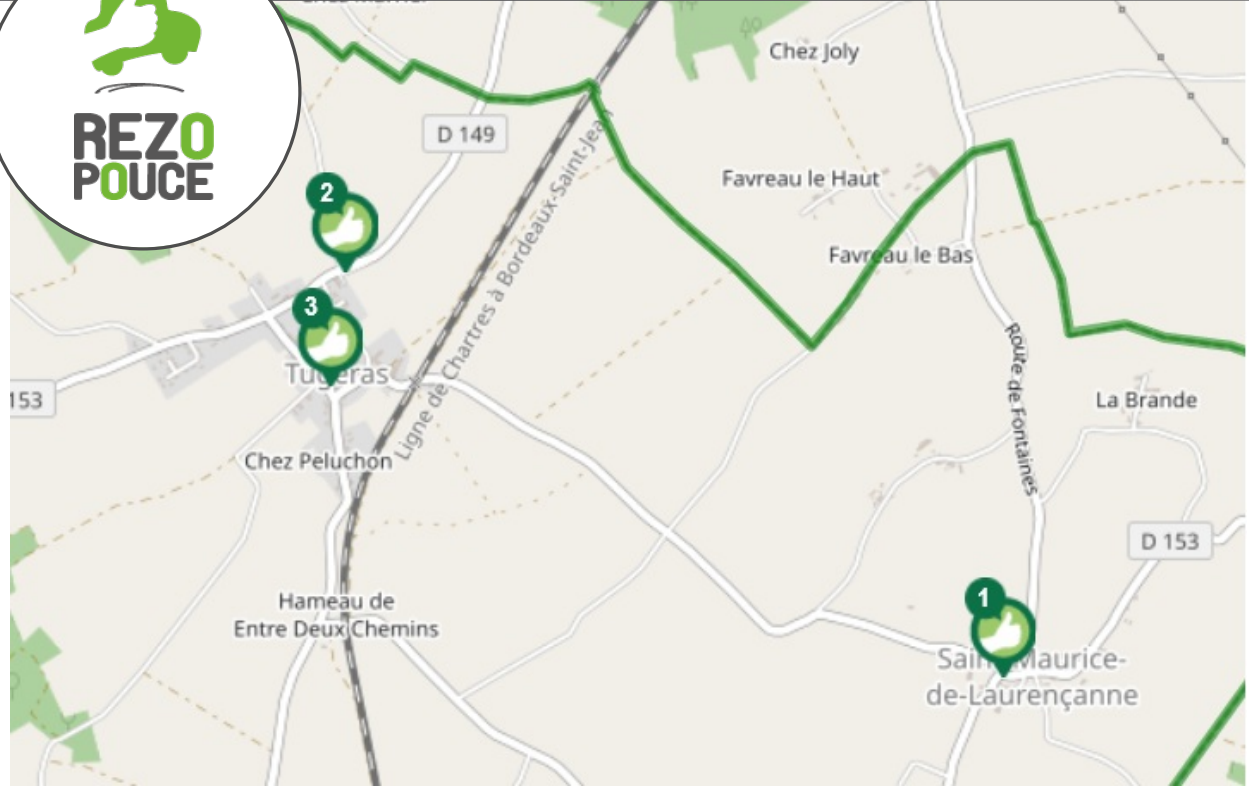 REZO
POUCE
Chez Joly
D 149
Favreau le Haut
2
Favreau le Bas
Ligne de Chartres à Bordeaux-Saint-Jean
3
Tugéras
Route de Fontaines
153
La Brande
Chez Peluchon
D 153
Hameau de
Entre Deux Chemins
1
Saint-Maurice-
de-Laurençanne